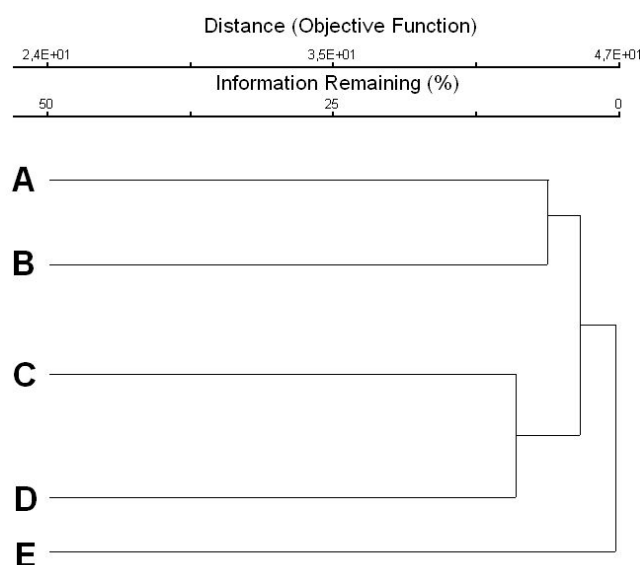 Distance (Objective Function)
2,4E+01 3,5E+01 4,7E+01
Information Remaining (%)
50 25 0
A
B
C
D
E